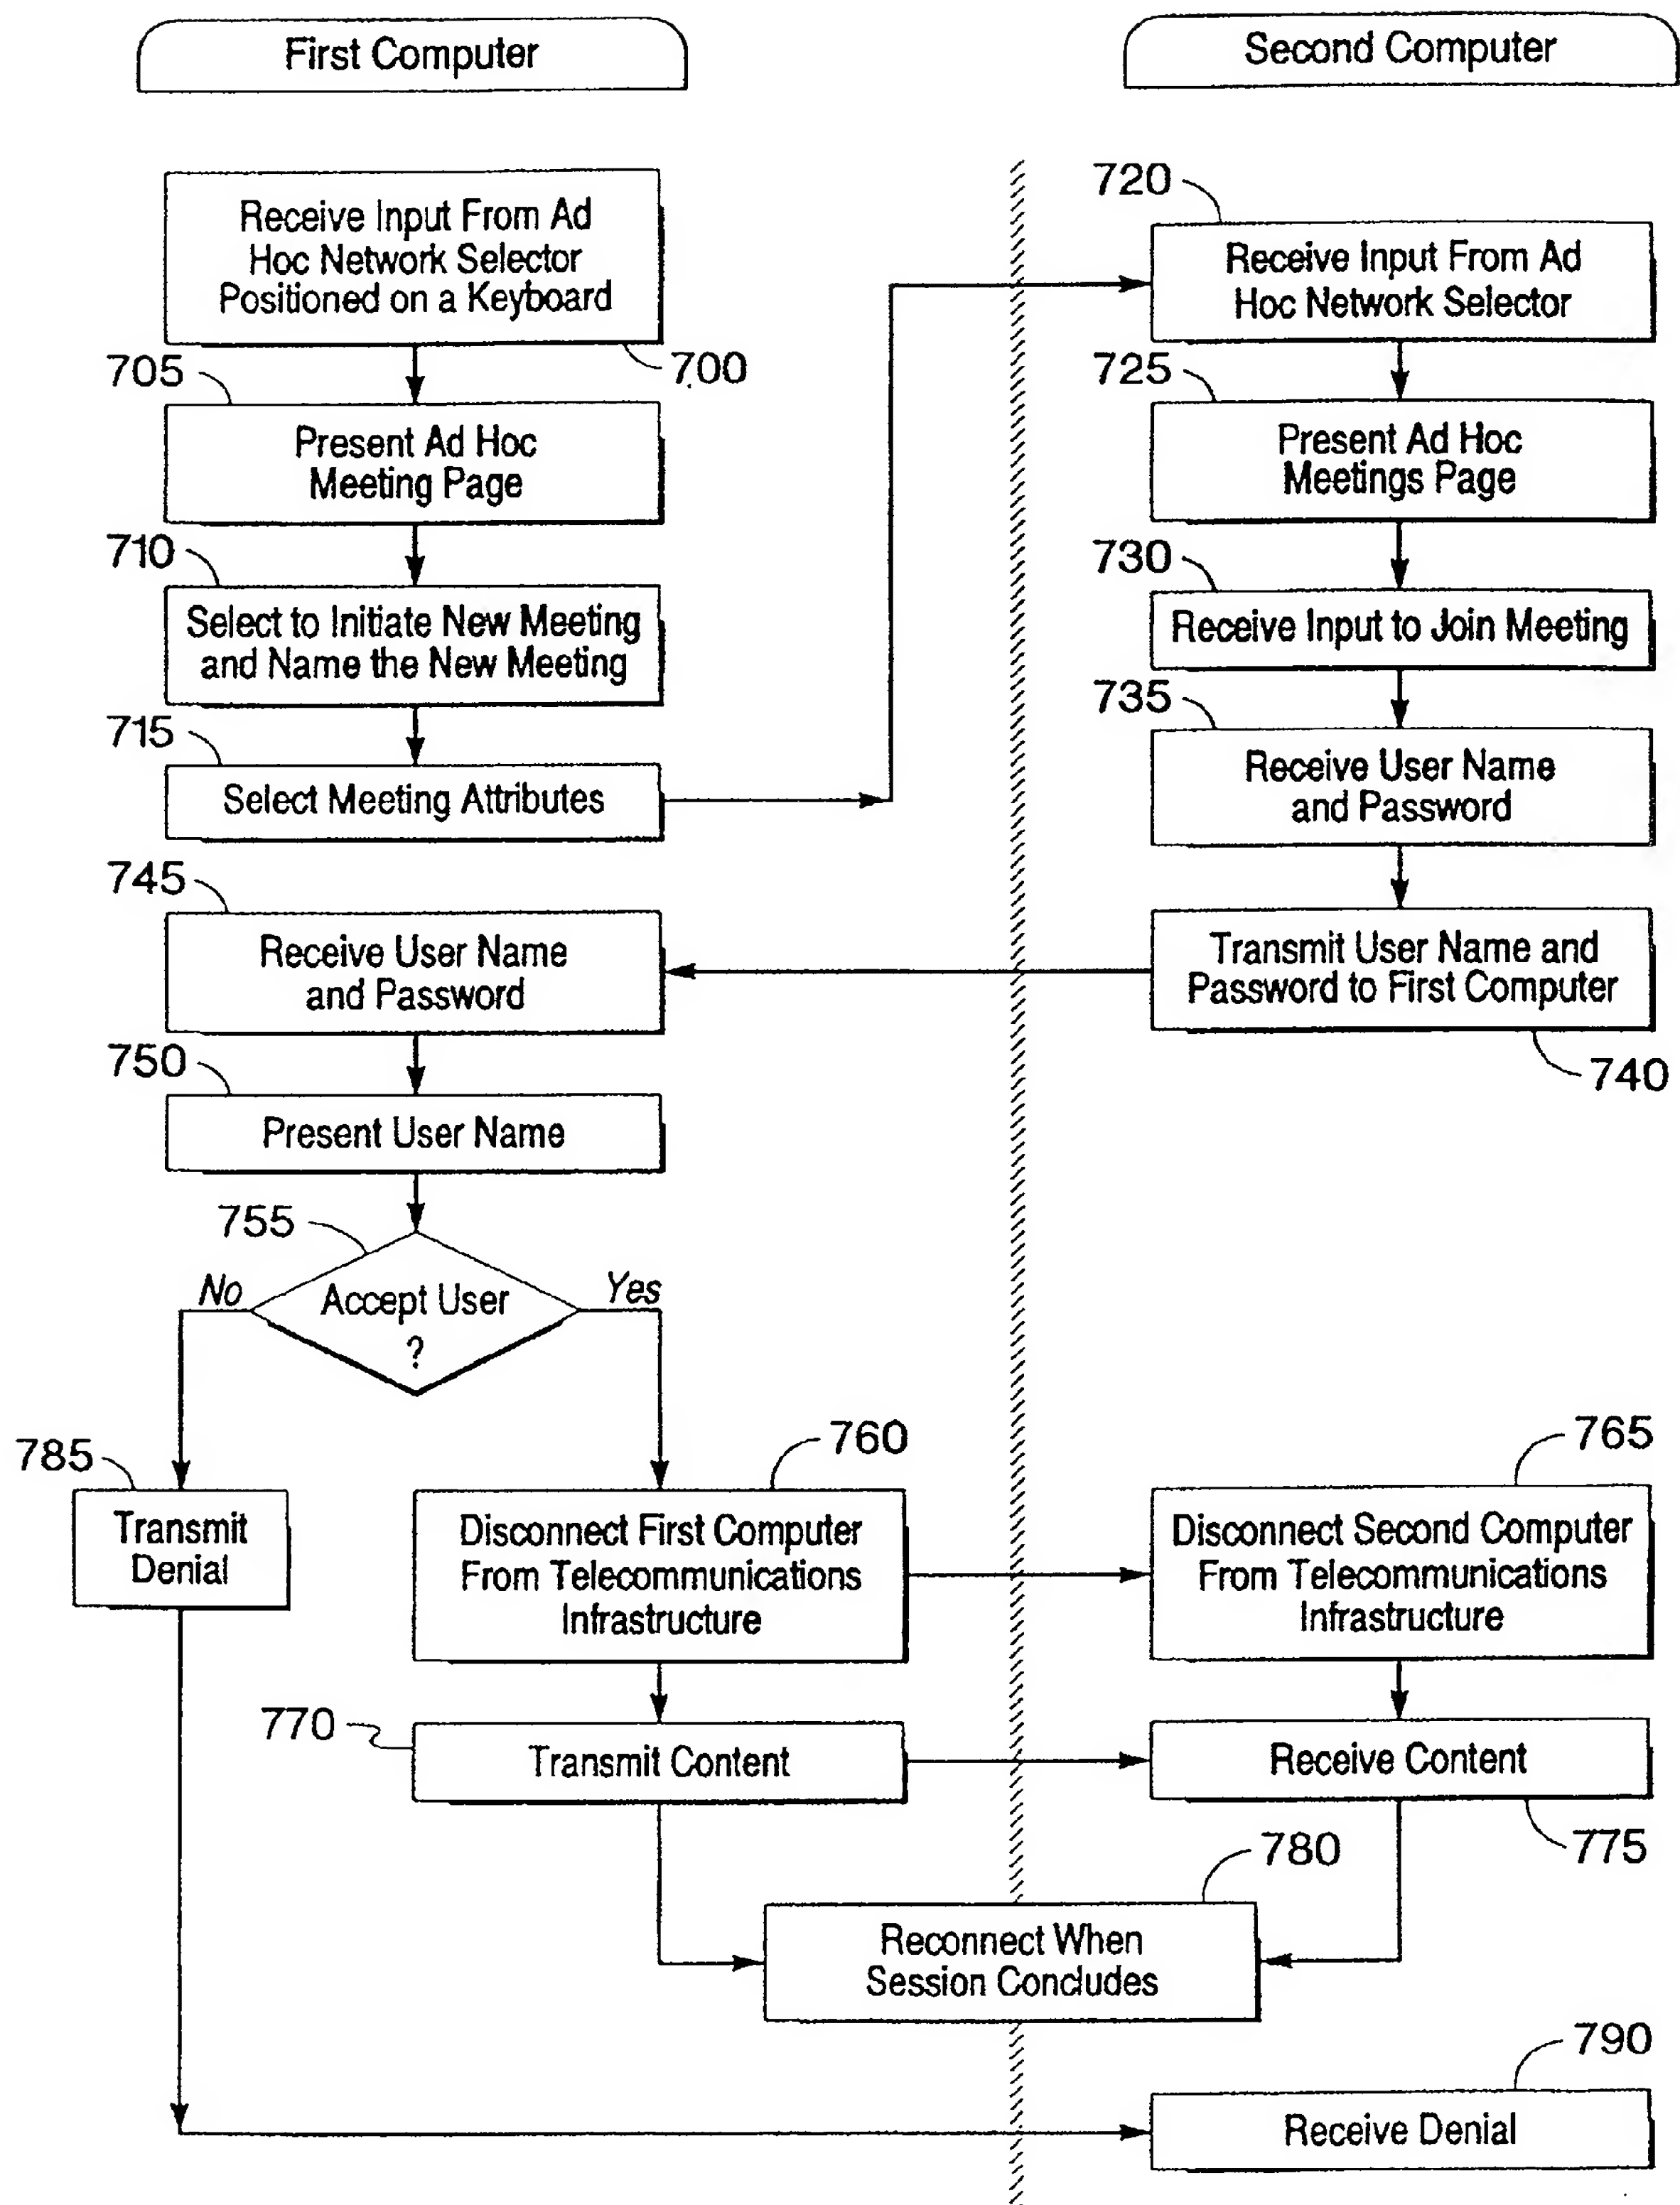 First Computer
Second Computer
Receive Input From Ad
Hoc Network Selector
Positioned on a Keyboard
700
705
Present Ad Hoc
Meeting Page
710
Select to Initiate New Meeting
and Name the New Meeting
715
Select Meeting Attributes
720
Receive Input From Ad
Hoc Network Selector
725
Present Ad Hoc
Meetings Page
730
Receive Input to Join Meeting
735
Receive User Name
and Password
Transmit User Name and
Password to First Computer
740
745
Receive User Name
and Password
750
Present User Name
755
No
Yes
Accept User
?
785
Transmit
Denial
760
Disconnect First Computer
From Telecommunications
Infrastructure
765
Disconnect Second Computer
From Telecommunications
Infrastructure
770
Transmit Content
Receive Content
775
780
Reconnect When
Session Concludes
790
Receive Denial